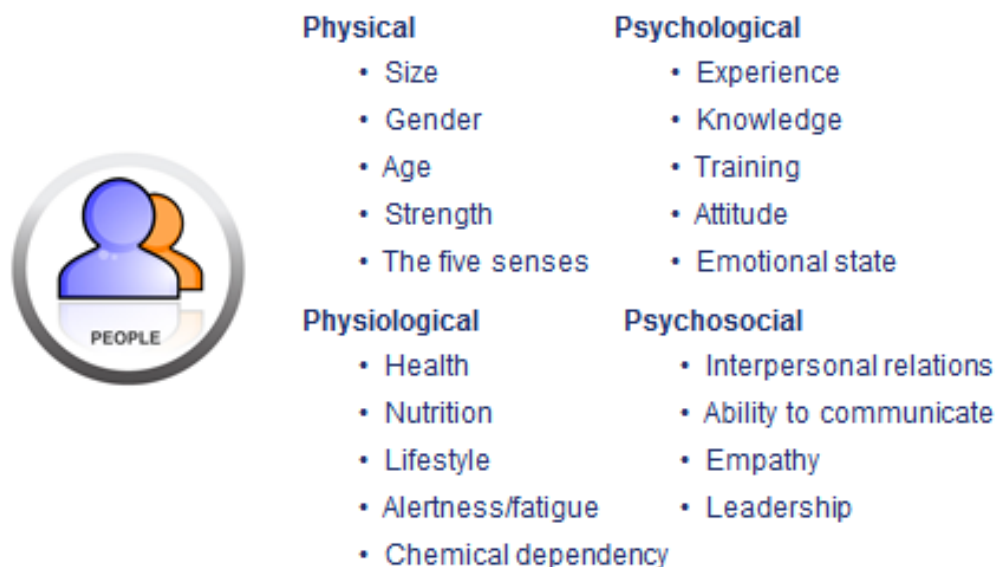 PEOPLE
Physical
• Size
• Gender
• Age
• Strength
• The five senses
Psychological
• Experience
• Knowledge
• Training
• Attitude
• Emotional state
Physiological
• Health
• Nutrition
• Lifestyle
• Alertness/fatigue
• Chemical dependency
Psychosocial
• Interpersonal relations
• Ability to communicate
• Empathy
• Leadership